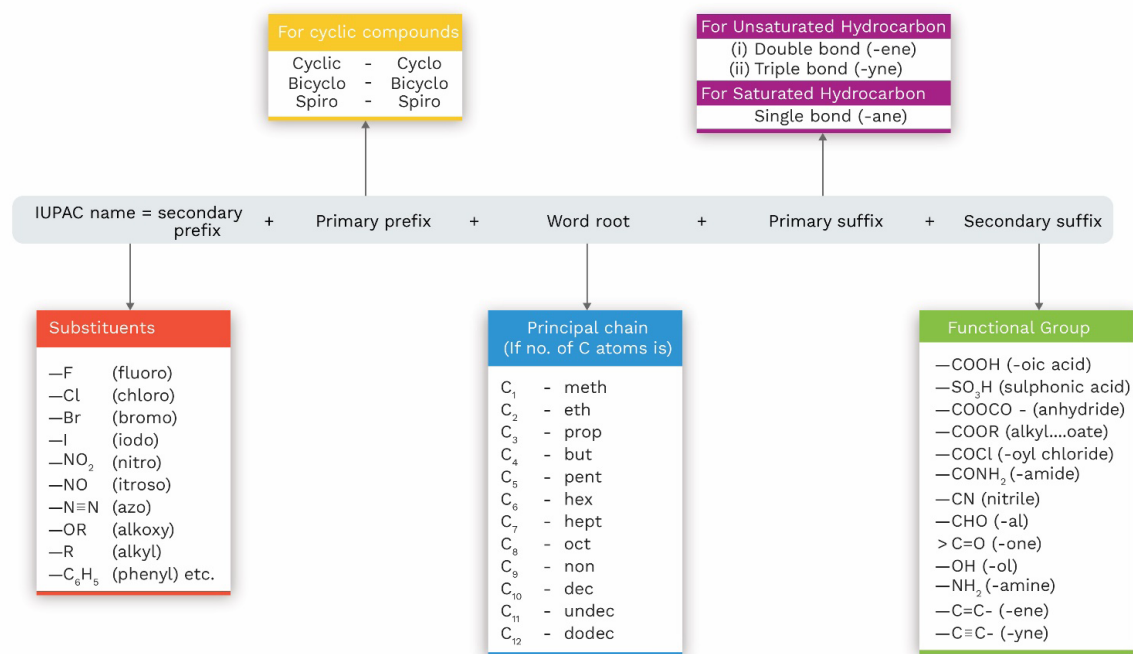 For cyclic compounds
Cyclic - Cyclo
Bicyclo - Bicyclo
Spiro - Spiro
For Unsaturated Hydrocarbon
(i) Double bond (-ene)
(ii) Triple bond (-yne)
For Saturated Hydrocarbon
Single bond (-ane)
IUPAC name = secondary prefix + Primary prefix + Word root + Primary suffix + Secondary suffix
Substituents
—F (fluoro)
—Cl (chloro)
—Br (bromo)
—I (iodo)
—NO₂ (nitro)
—NO (itroso)
—N≡N (azo)
—OR (alkoxy)
—R (alkyl)
—C₆H₅ (phenyl) etc.
Principal chain
(If no. of C atoms is)
C₁ - meth
C₂ - eth
C₃ - prop
C₄ - but
C₅ - pent
C₆ - hex
C₇ - hept
C₈ - oct
C₉ - non
C₁₀ - dec
C₁₁ - undec
C₁₂ - dodec
Functional Group
—COOH (-oic acid)
—SO₃H (sulphonic acid)
—COOCO - (anhydride)
—COOR (alkyl....oate)
—COCl (-oyl chloride)
—CONH₂ (-amide)
—CN (nitrile)
—CHO (-al)
>C=O (-one)
—OH (-ol)
—NH₂ (-amine)
—C=C- (-ene)
—C≡C- (-yne)